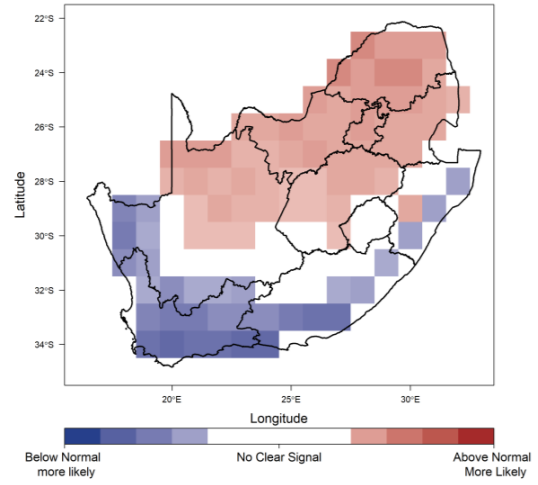 22°S
24°S
26°S
28°S
30°S
32°S
34°S
Latitude
20°E 25°E 30°E
Longitude
Below Normal
more likely
No Clear Signal
Above Normal
More Likely